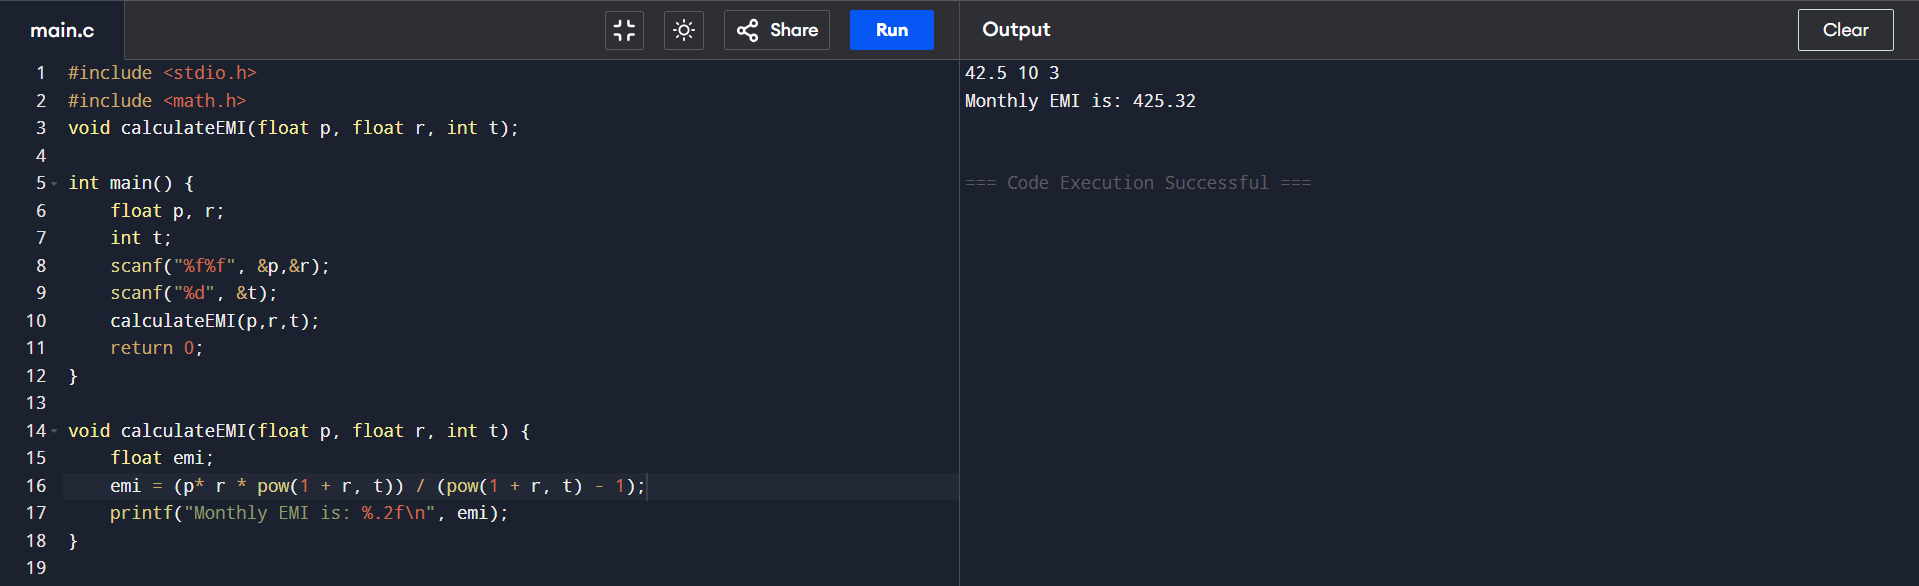 main.c
Share
Run
Output
Clear
1 #include <stdio.h>
2 #include <math.h>
3 void calculateEMI(float p, float r, int t);
4
5 int main() {
6     float p, r;
7     int t;
8     scanf("%f%f", &p,&r);
9     scanf("%d", &t);
10     calculateEMI(p,r,t);
11     return 0;
12 }
13
14 void calculateEMI(float p, float r, int t) {
15     float emi;
16     emi = (p* r * pow(1 + r, t)) / (pow(1 + r, t) - 1);
17     printf("Monthly EMI is: %.2f\n", emi);
18 }
19
42.5 10 3
Monthly EMI is: 425.32
=== Code Execution Successful ===